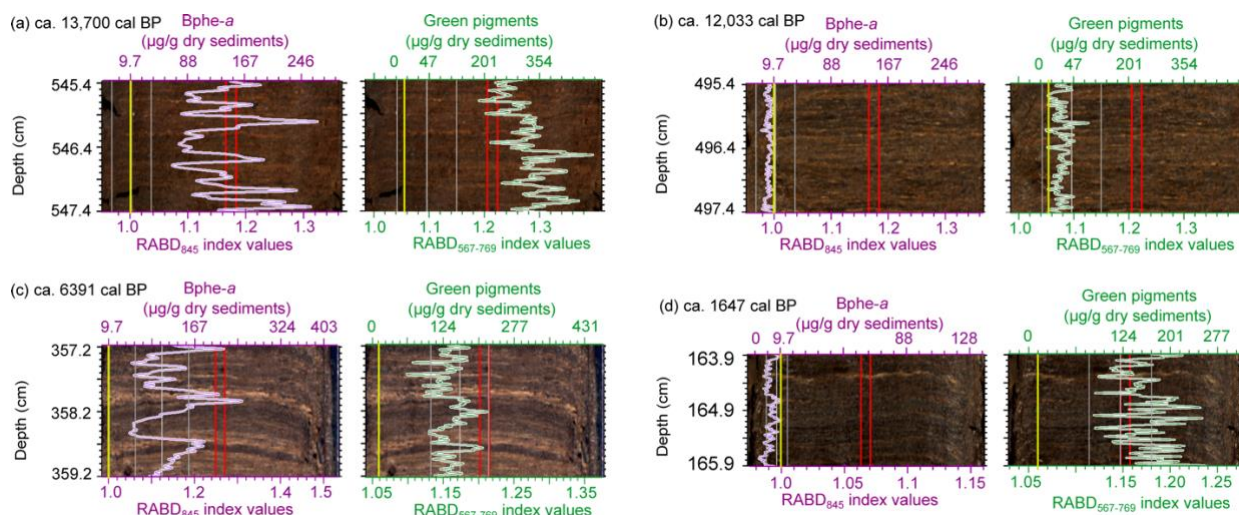 (a) ca. 13,700 cal BP
Bphe-a
(µg/g dry sediments)
9.7 88 167 246
Green pigments
(µg/g dry sediments)
0 47 201 354
Depth (cm)
545.4
546.4
547.4
1.0 1.1 1.2 1.3
RABD845 index values
1.0 1.1 1.2 1.3
RABD567-769 index values
(b) ca. 12,033 cal BP
Bphe-a
(µg/g dry sediments)
9.7 88 167 246
Green pigments
(µg/g dry sediments)
0 47 201 354
Depth (cm)
495.4
496.4
497.4
1.0 1.1 1.2 1.3
RABD845 index values
1.0 1.1 1.2 1.3
RABD567-769 index values
(c) ca. 6391 cal BP
Bphe-a
(µg/g dry sediments)
9.7 167 324 403
Green pigments
(µg/g dry sediments)
0 124 277 431
Depth (cm)
357.2
358.2
359.2
1.0 1.2 1.4 1.5
RABD845 index values
1.05 1.15 1.25 1.35
RABD567-769 index values
(d) ca. 1647 cal BP
Bphe-a
(µg/g dry sediments)
0 9.7 88 128
Green pigments
(µg/g dry sediments)
0 124 201 277
Depth (cm)
163.9
164.9
165.9
1.0 1.05 1.1 1.15
RABD845 index values
1.05 1.10 1.15 1.20
RABD567-769 index values